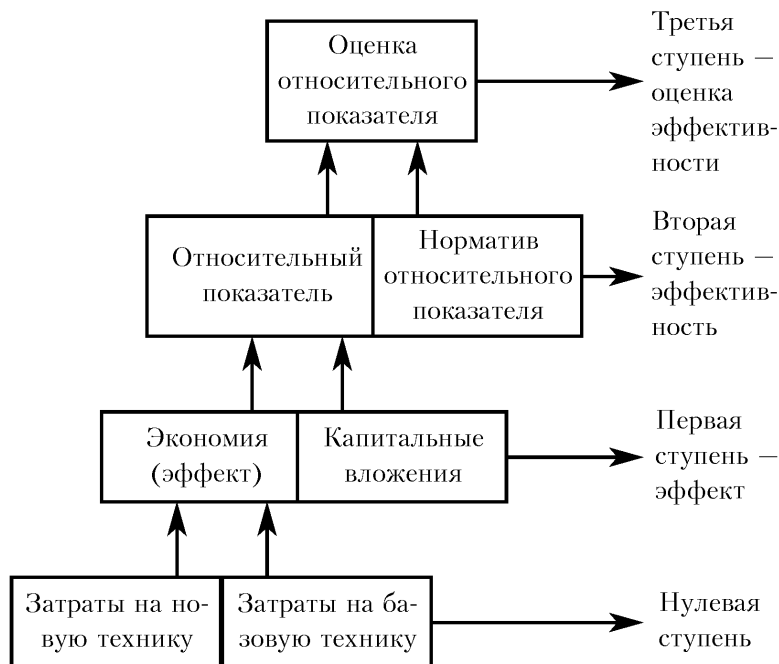 Оценка
относительного
показателя
Третья
ступень —
оценка
эффектив-
ности
Относительный
показатель
Норматив
относительного
показателя
Вторая
ступень —
эффектив-
ность
Экономия
(эффект)
Капитальные
вложения
Первая
ступень —
эффект
Затраты на но-
вую технику
Затраты на ба-
зовую технику
Нулевая
ступень